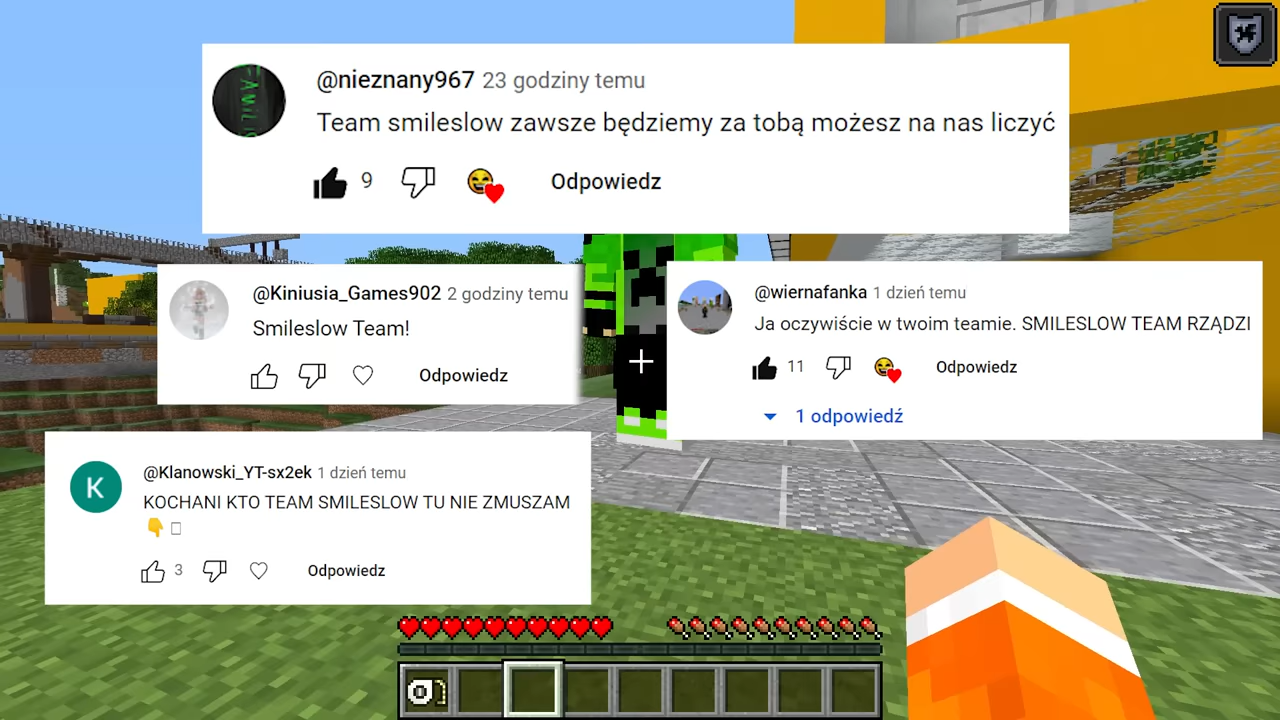 @nieznany967 23 godziny temu
Team smileslow zawsze będziemy za tobą możesz na nas liczyć
9 Odpowiedz
@Kiniusia_Games902 2 godziny temu
Smileslow Team!
Odpowiedz
@wiernafanka 1 dzień temu
Ja oczywiście w twoim teamie. SMILESLOW TEAM RZĄDZI
11 Odpowiedz
1 odpowiedź
K
@Klanowski_YT-sx2ek 1 dzień temu
KOCHANI KTO TEAM SMILESLOW TU NIE ZMUSZAM
👇
3 Odpowiedz